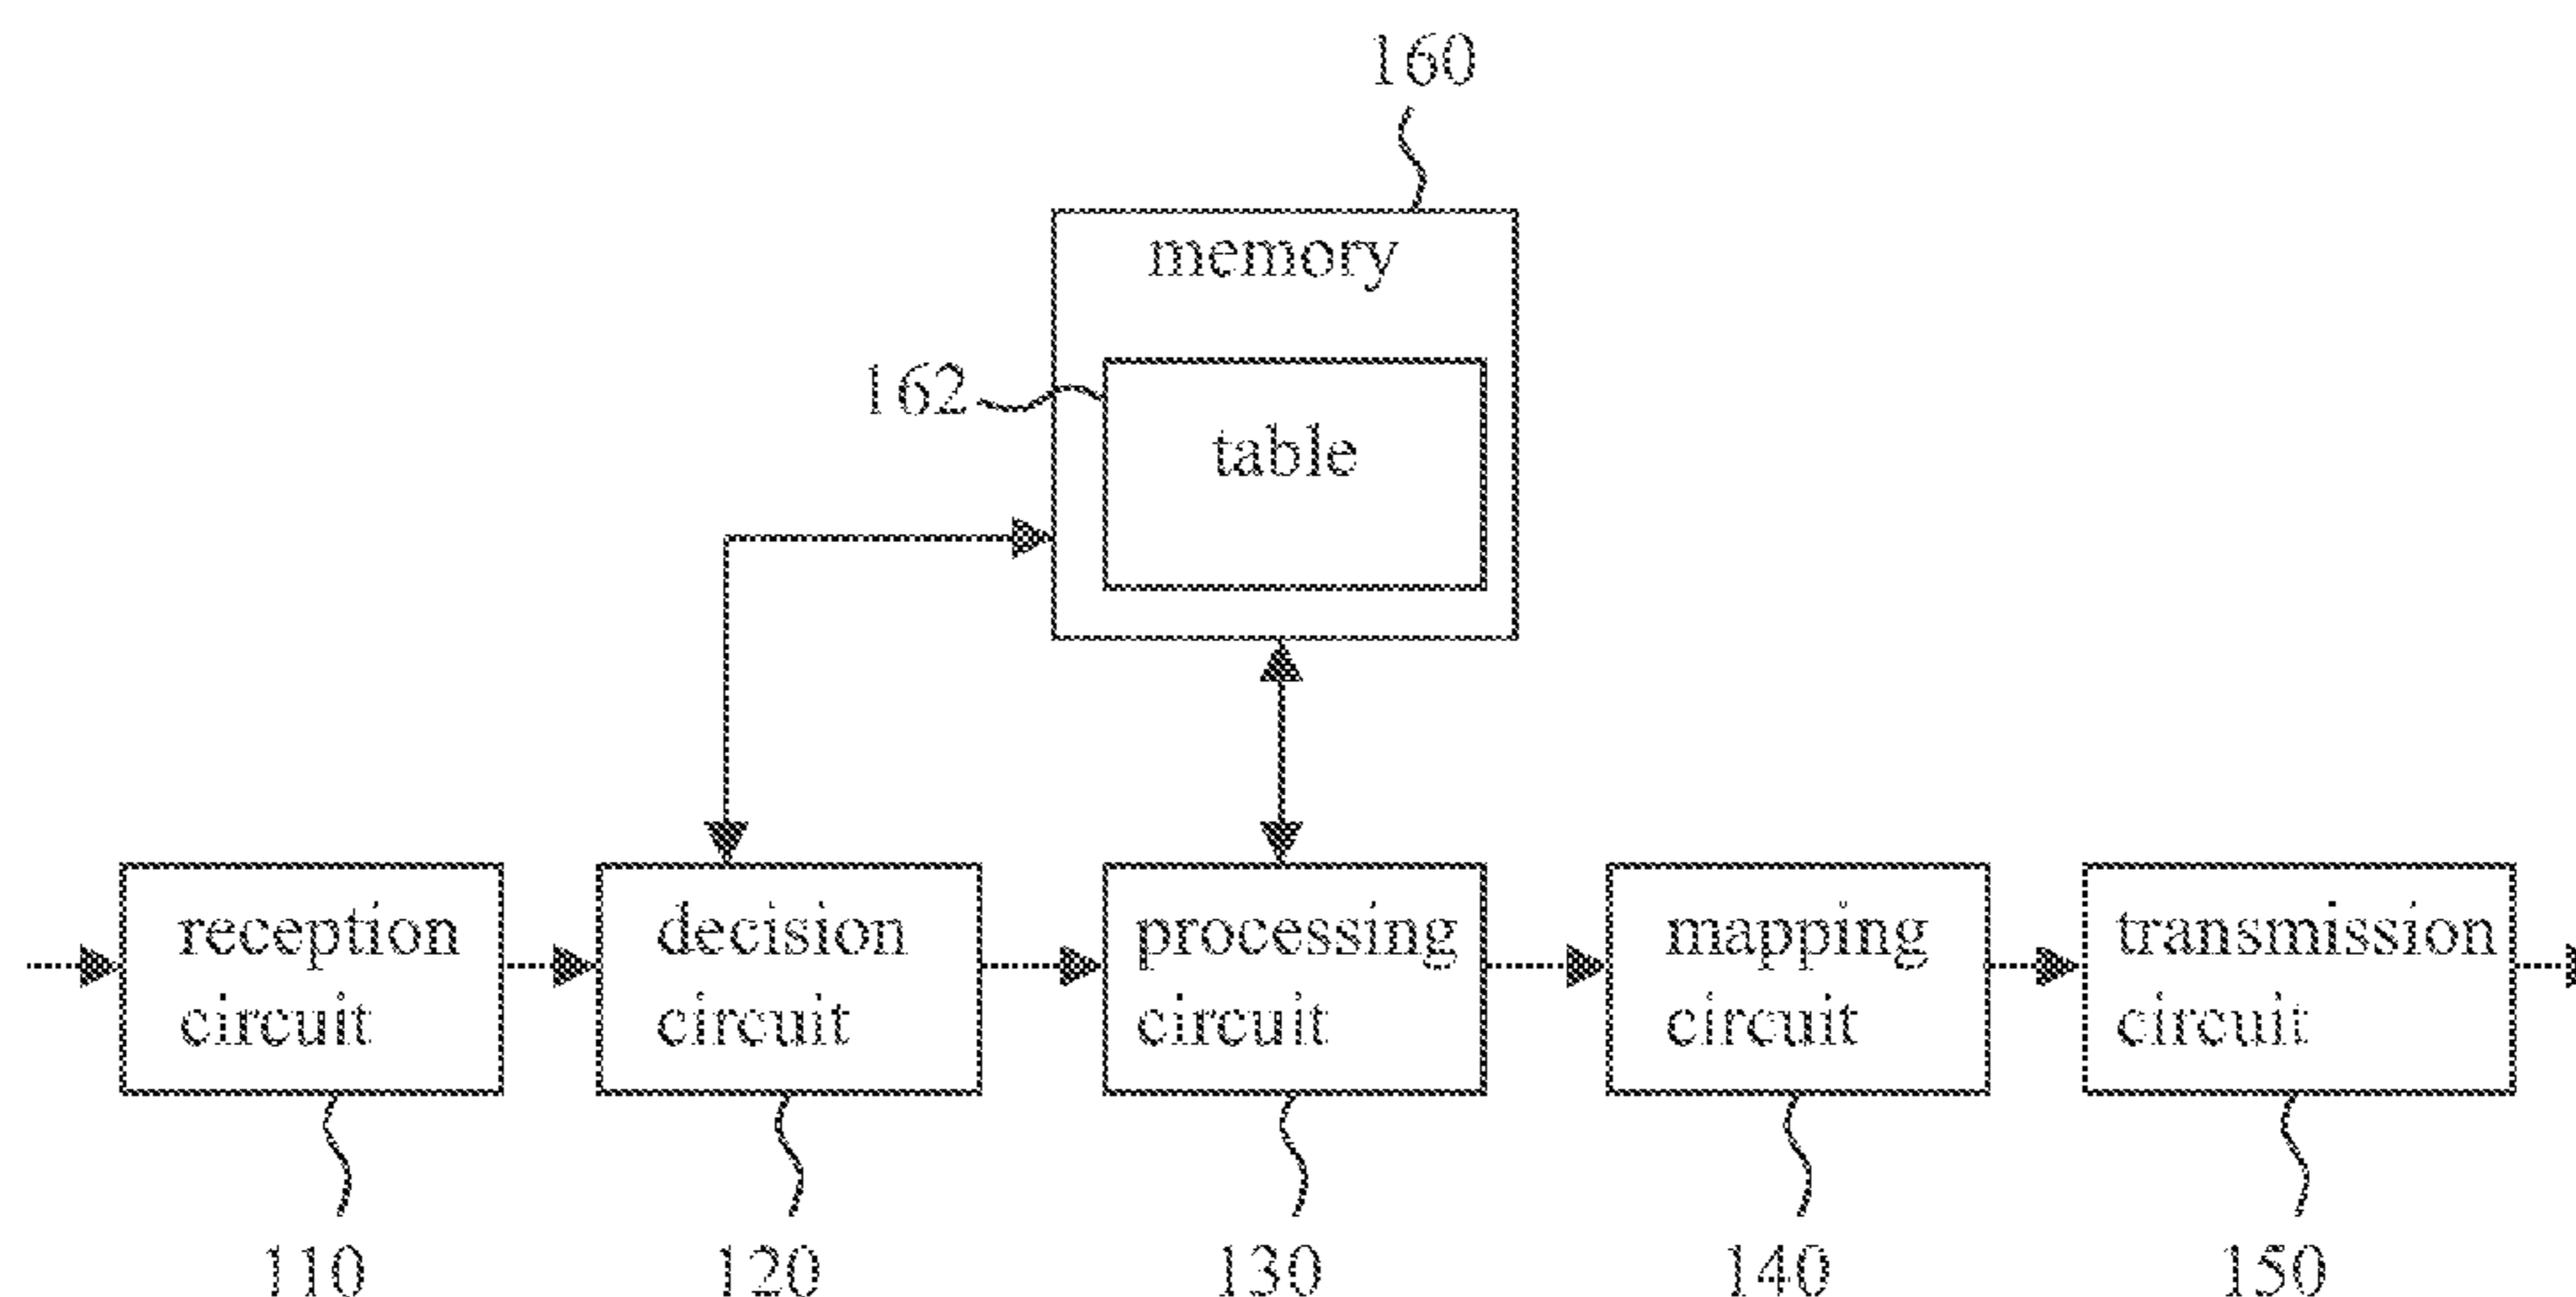 160
memory
162
table
reception
circuit
decision
circuit
processing
circuit
mapping
circuit
transmission
circuit
110
120
130
140
150